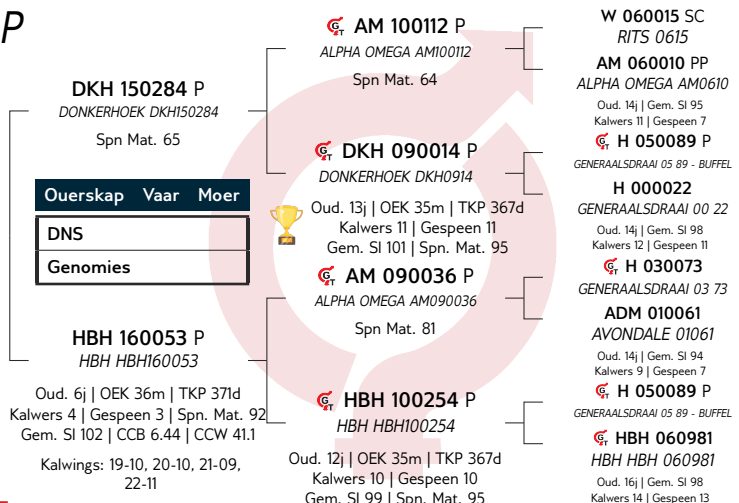 P
DKH 150284 P
DONKERHOEK DKH150284
Spn Mat. 65
Ouerskap Vaar Moer
DNS
Genomies
HBH 160053 P
HBH HBH160053
Oud. 6j | OEK 36m | TKP 371d
Kalwers 4 | Gespeen 3 | Spn. Mat. 92
Gem. SI 102 | CCB 6.44 | CCW 41.1
Kalwings: 19-10, 20-10, 21-09,
22-11
GT AM 100112 P
ALPHA OMEGA AM100112
Spn Mat. 64
GT DKH 090014 P
DONKERHOEK DKH0914
Oud. 13j | OEK 35m | TKP 367d
Kalwers 11 | Gespeen 11
Gem. SI 101 | Spn. Mat. 95
GT AM 090036 P
ALPHA OMEGA AM090036
Spn Mat. 81
GT HBH 100254 P
HBH HBH100254
Oud. 12j | OEK 35m | TKP 367d
Kalwers 10 | Gespeen 10
Gem. SI 99 | Spn. Mat. 95
W 060015 SC
RITS 0615
AM 060010 PP
ALPHA OMEGA AM0610
Oud. 14j | Gem. SI 95
Kalwers 11 | Gespeen 7
GT H 050089 P
GENERAALSDRAAI 05 89 - BUFFEL
H 000022
GENERAALSDRAAI 00 22
Oud. 14j | Gem. SI 98
Kalwers 12 | Gespeen 11
GT H 030073
GENERAALSDRAAI 03 73
ADM 010061
AVONDALE 01061
Oud. 14j | Gem. SI 94
Kalwers 9 | Gespeen 7
GT H 050089 P
GENERAALSDRAAI 05 89 - BUFFEL
GT HBH 060981
HBH HBH 060981
Oud. 16j | Gem. SI 98
Kalwers 14 | Gespeen 13